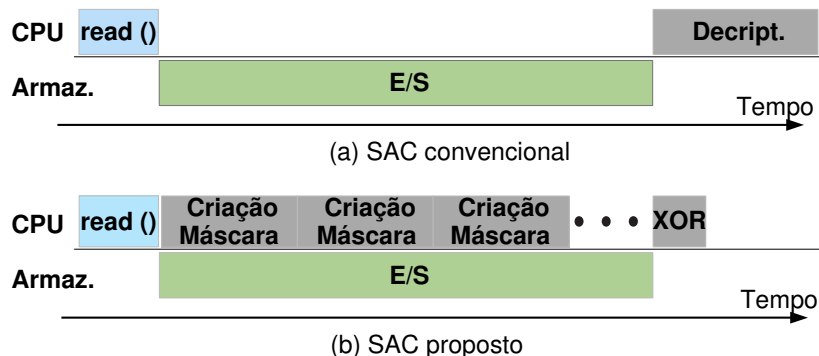 CPU read () Decript.
Armaz. E/S
Tempo
(a) SAC convencional
CPU read () Criação Máscara Criação Máscara Criação Máscara • • • XOR
Armaz. E/S
Tempo
(b) SAC proposto